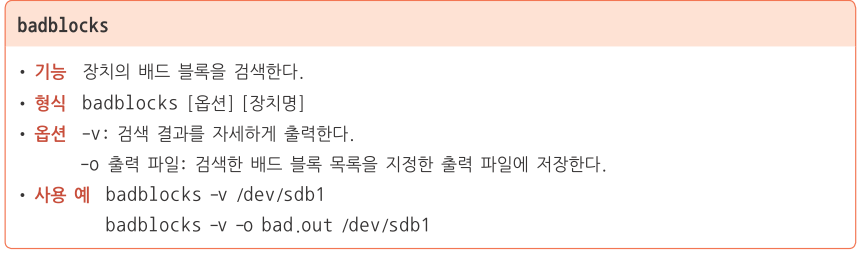 badblocks
• 기능 장치의 배드 블록을 검색한다.
• 형식 badblocks [옵션] [장치명]
• 옵션 -v: 검색 결과를 자세하게 출력한다.
-o 출력 파일: 검색한 배드 블록 목록을 지정한 출력 파일에 저장한다.
• 사용 예 badblocks -v /dev/sdb1
badblocks -v -o bad.out /dev/sdb1